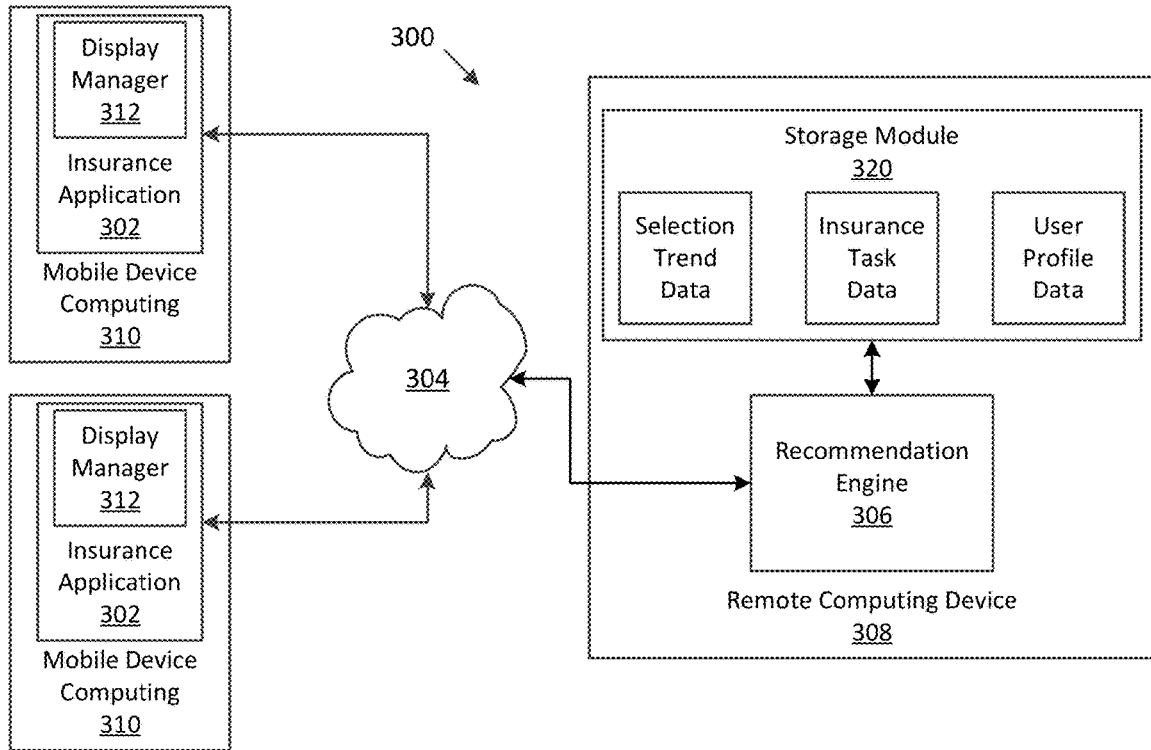 Display
Manager
312
Insurance
Application
302
Mobile Device
Computing
310
Display
Manager
312
Insurance
Application
302
Mobile Device
Computing
310
300
304
Storage Module
320
Selection
Trend
Data
Insurance
Task
Data
User
Profile
Data
Recommendation
Engine
306
Remote Computing Device
308